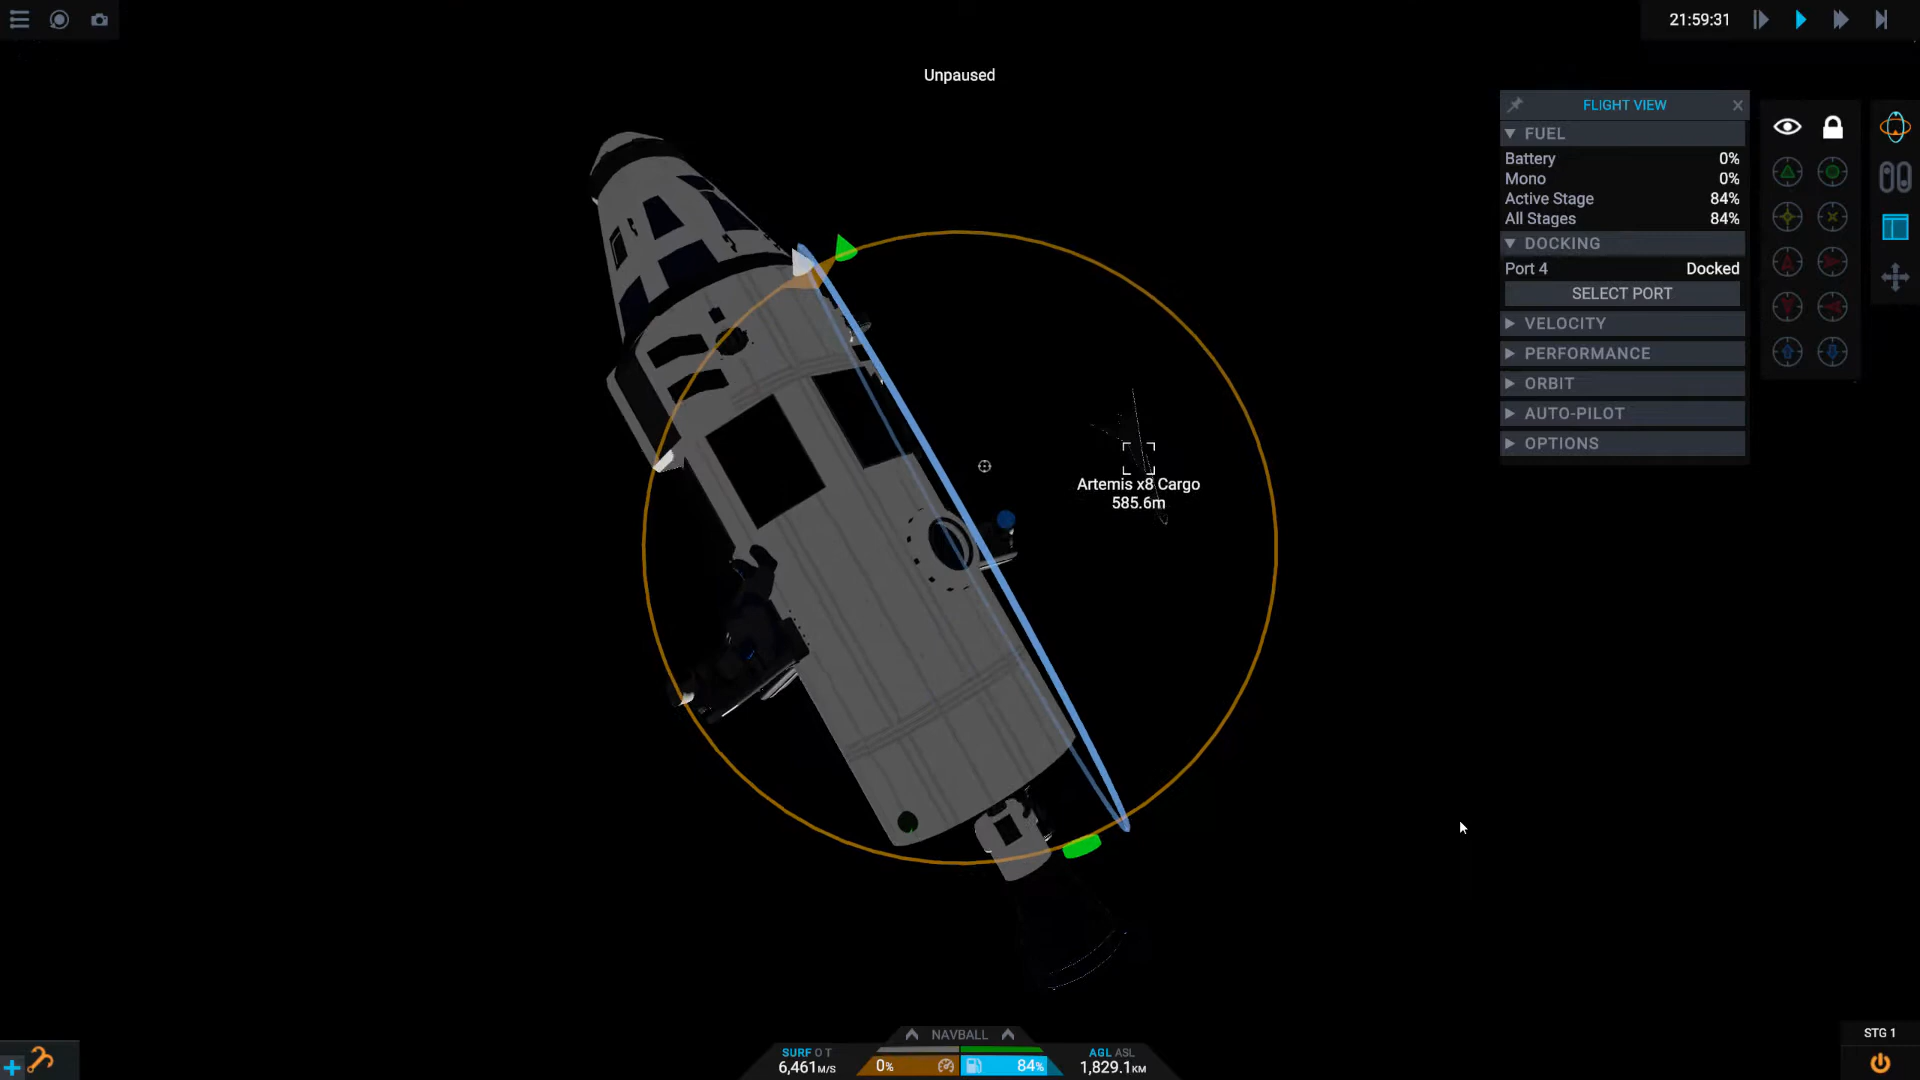 21:59:31
Unpaused
FLIGHT VIEW
FUEL
Battery 0%
Mono 0%
Active Stage 84%
All Stages 84%
DOCKING
Port 4 Docked
SELECT PORT
VELOCITY
PERFORMANCE
ORBIT
AUTO-PILOT
OPTIONS
Artemis x8 Cargo
585.6m
NAVBALL
SURF O T
6,461M/S
0%
84%
AGL ASL
1,829.1KM
STG 1